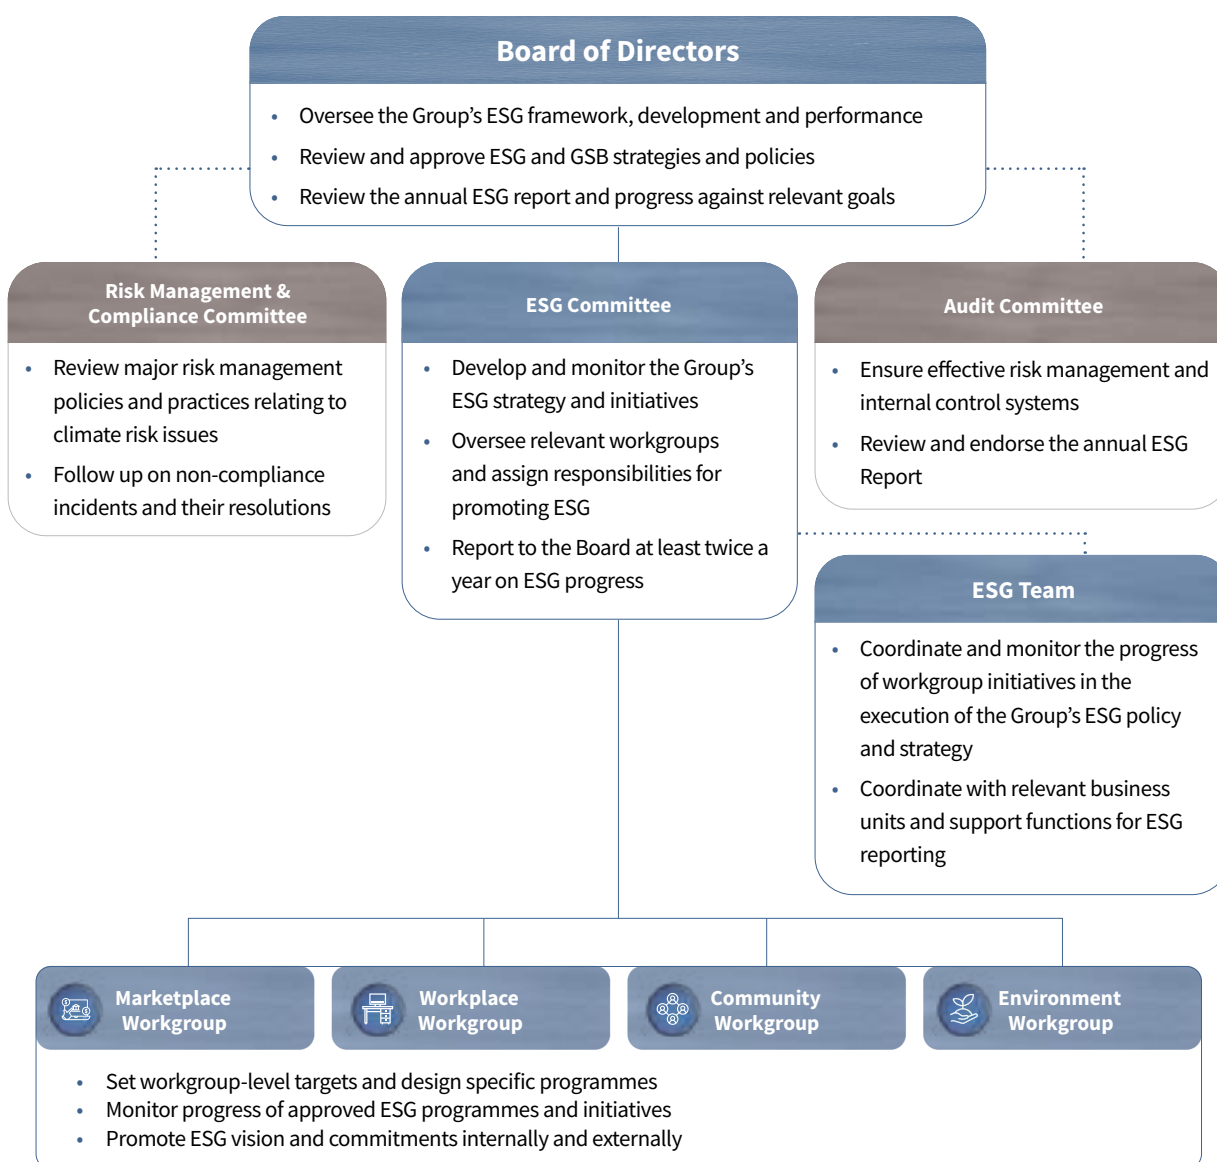 Board of Directors
• Oversee the Group’s ESG framework, development and performance
• Review and approve ESG and GSB strategies and policies
• Review the annual ESG report and progress against relevant goals
Risk Management &
Compliance Committee
• Review major risk management
policies and practices relating to
climate risk issues
• Follow up on non-compliance
incidents and their resolutions
ESG Committee
• Develop and monitor the Group’s
ESG strategy and initiatives
• Oversee relevant workgroups
and assign responsibilities for
promoting ESG
• Report to the Board at least twice a
year on ESG progress
Audit Committee
• Ensure effective risk management and
internal control systems
• Review and endorse the annual ESG
Report
ESG Team
• Coordinate and monitor the progress
of workgroup initiatives in the
execution of the Group’s ESG policy
and strategy
• Coordinate with relevant business
units and support functions for ESG
reporting
Marketplace
Workgroup
Workplace
Workgroup
Community
Workgroup
Environment
Workgroup
• Set workgroup-level targets and design specific programmes
• Monitor progress of approved ESG programmes and initiatives
• Promote ESG vision and commitments internally and externally